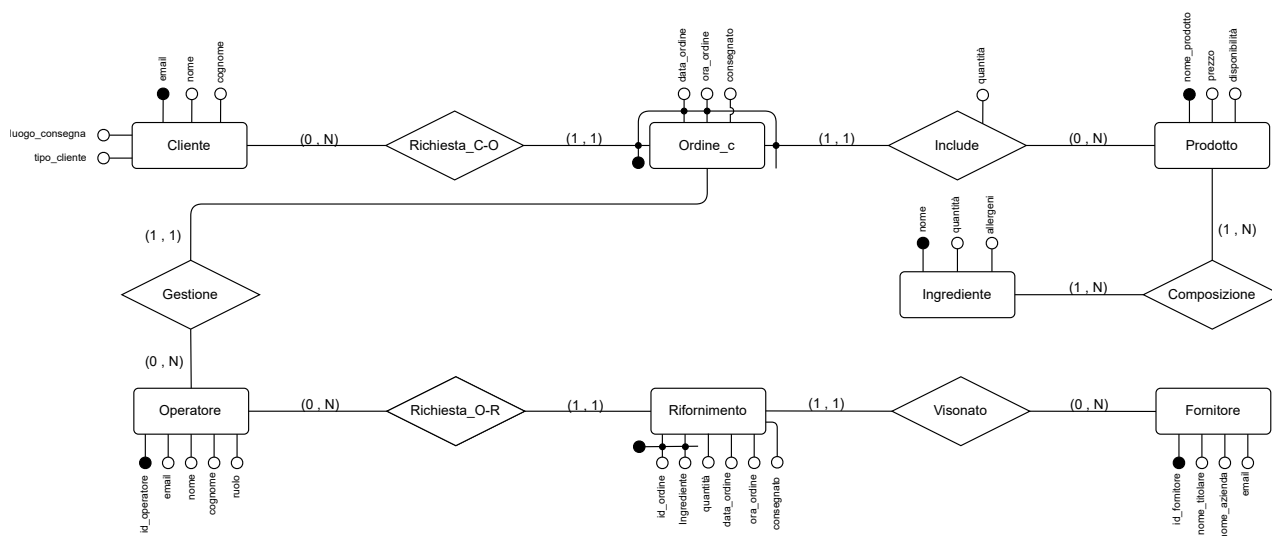 email
nome
cognome
data_ordine
ora_ordine
consegnato
quantità
nome_prodotto
prezzo
disponibilità
luogo_consegna
tipo_cliente
Cliente
(0 , N)
Richiesta_C-O
(1 , 1)
Ordine_c
(1 , 1)
Include
(0 , N)
Prodotto
nome
quantità
allergeni
(1 , 1)
(1 , N)
Gestione
Ingrediente
(1 , N)
Composizione
(0 , N)
Operatore
(0 , N)
Richiesta_O-R
(1 , 1)
Rifornimento
(1 , 1)
Visonato
(0 , N)
Fornitore
id_operatore
email
nome
cognome
ruolo
id_ordine
Ingrediente
quantità
data_ordine
ora_ordine
consegnato
id_fornitore
nome_titolare
nome_azienda
email